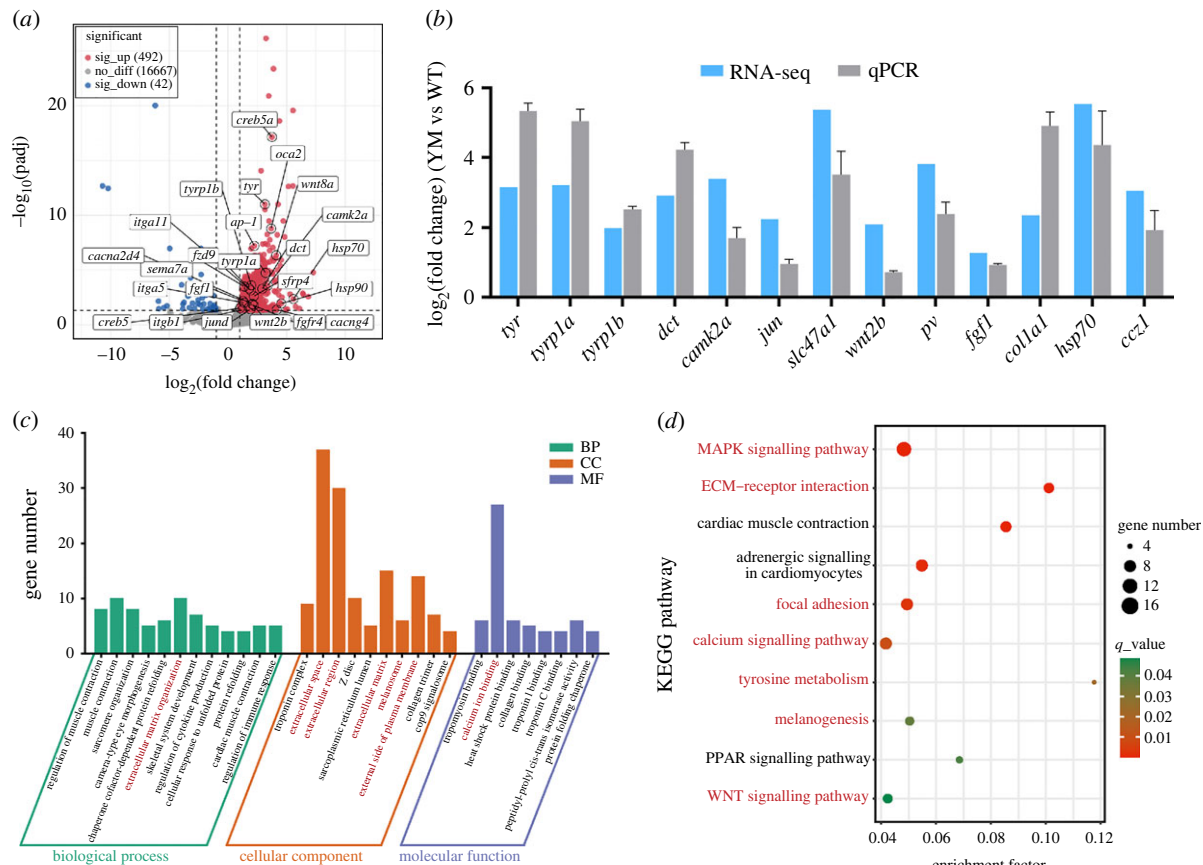 (a)
significant
sig_up (492)
no_diff (16667)
sig_down (42)
20
10
0
−log10(padj)
creb5a
oca2
tyrp1b
tyr
wnt8a
itga11
ap−1
camk2a
cacna2d4
fzd9
dct
hsp70
sema7a
tyrp1a
itga5
fgf1
sfrp4
hsp90
creb5
itgb1
jund
wnt2b
fgfr4
cacng4
−10
−5
0
5
10
log2(fold change)
(b)
RNA-seq
qPCR
log2(fold change) (YM vs WT)
6
4
2
0
tyr
tyrp1a
tyrp1b
dct
camk2a
jun
slc47a1
wnt2b
pv
fgf1
col1a1
hsp70
ccz1
(c)
BP
CC
MF
gene number
40
30
20
10
0
regulation of muscle contraction
muscle contraction
sarcomere organization
camera-type eye morphogenesis
chaperone cofactor-dependent protein refolding
extracellular matrix organization
skeletal system development
regulation of cytokine production
cellular response to unfolded protein
protein refolding
cardiac muscle contraction
regulation of immune response
troponin complex
extracellular space
extracellular region
Z disc
sarcoplasmic reticulum lumen
extracellular matrix
melanosome
external side of plasma membrane
collagen trimer
cop9 signalosome
tropomyosin binding
calcium ion binding
heat shock protein binding
collagen binding
troponin I binding
troponin C binding
peptidyl-prolyl cis-trans isomerase activity
protein folding chaperone
biological process
cellular component
molecular function
(d)
KEGG pathway
MAPK signalling pathway
ECM−receptor interaction
cardiac muscle contraction
adrenergic signalling
in cardiomyocytes
focal adhesion
calcium signalling pathway
tyrosine metabolism
melanogenesis
PPAR signalling pathway
WNT signalling pathway
0.04
0.06
0.08
0.10
0.12
enrichment factor
gene number
4
8
12
16
q_value
0.04
0.03
0.02
0.01